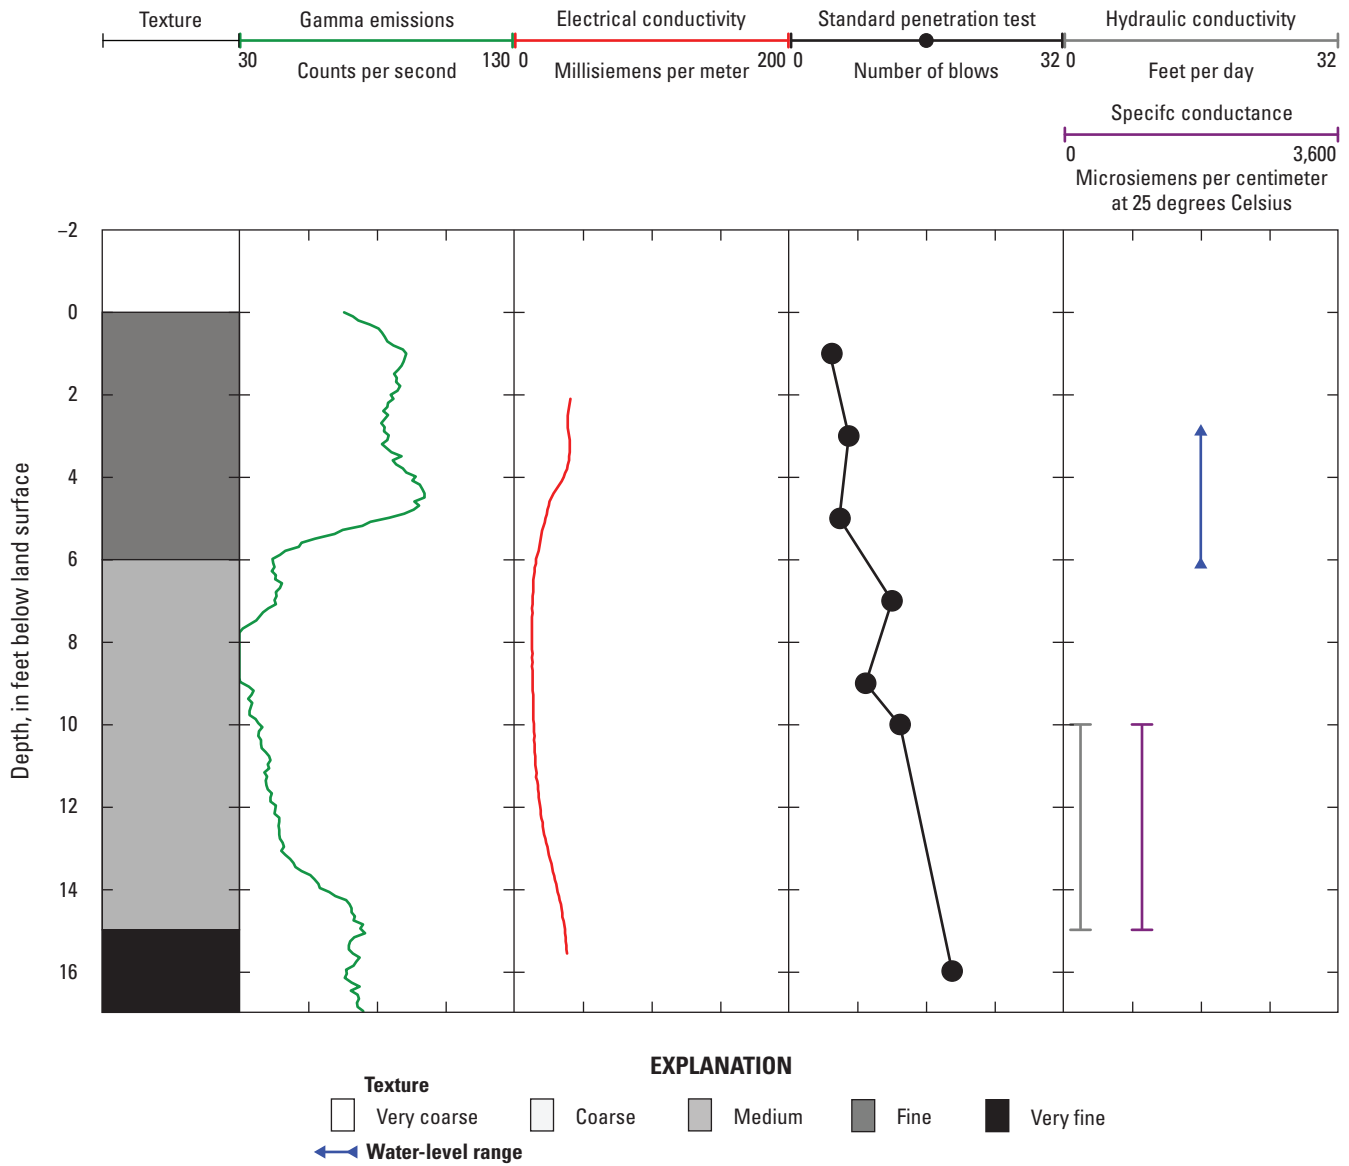 Texture
Gamma emissions
Electrical conductivity
Standard penetration test
Hydraulic conductivity
30
130
0
200
0
32
0
32
Counts per second
Millisiemens per meter
Number of blows
Feet per day
Specifc conductance
0
3,600
Microsiemens per centimeter
at 25 degrees Celsius
Depth, in feet below land surface
–2
0
2
4
6
8
10
12
14
16
EXPLANATION
Texture
Very coarse
Coarse
Medium
Fine
Very fine
Water-level range